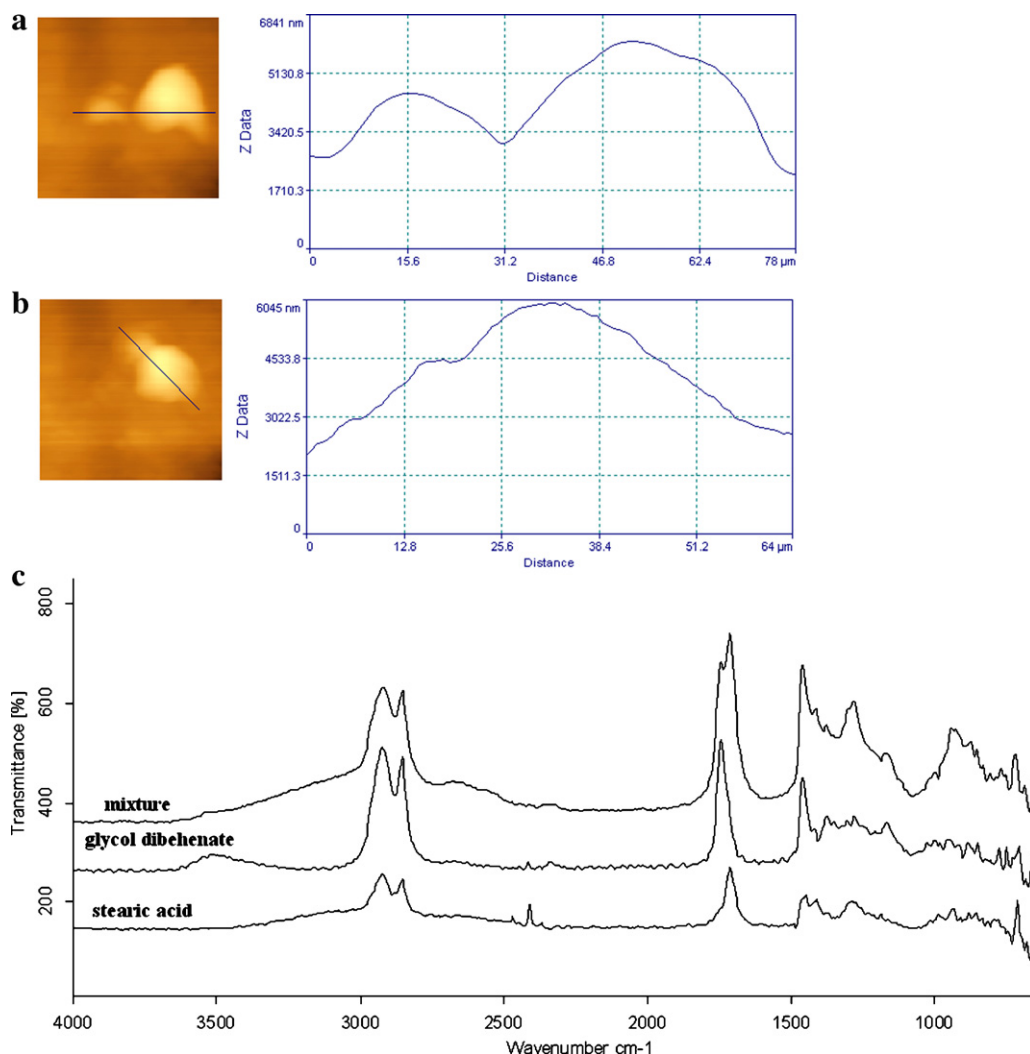 a
6841 nm
5130.8
3420.5
1710.3
0
Z Data
0 15.6 31.2 46.8 62.4 78 µm
Distance
b
6045 nm
4533.8
3022.5
1511.3
0
Z Data
0 12.8 25.6 38.4 51.2 64 µm
Distance
c
800
600
400
200
Transmittance [%]
mixture
glycol dibehenate
stearic acid
4000 3500 3000 2500 2000 1500 1000
Wavenumber cm-1